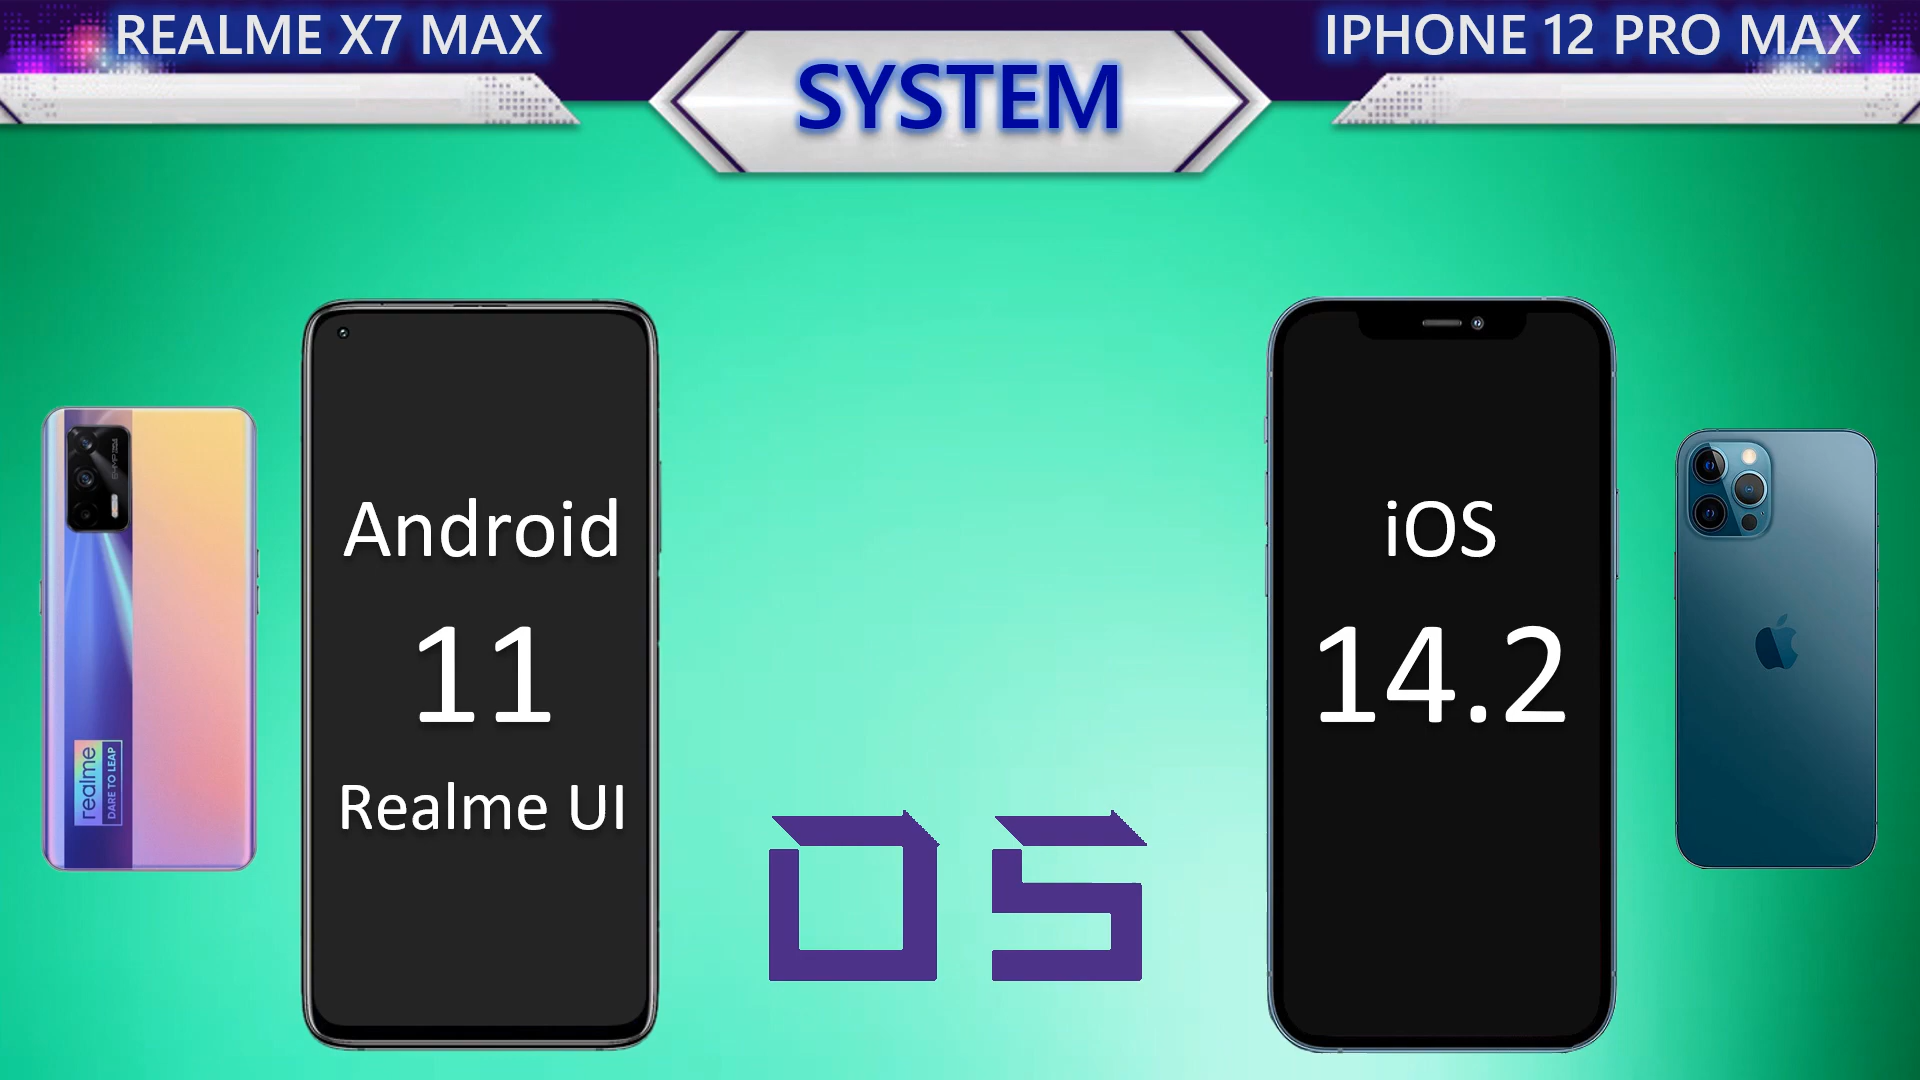 REALME X7 MAX
SYSTEM
IPHONE 12 PRO MAX
Android
11
Realme UI
iOS
14.2
OS
realme
DARE TO LEAP